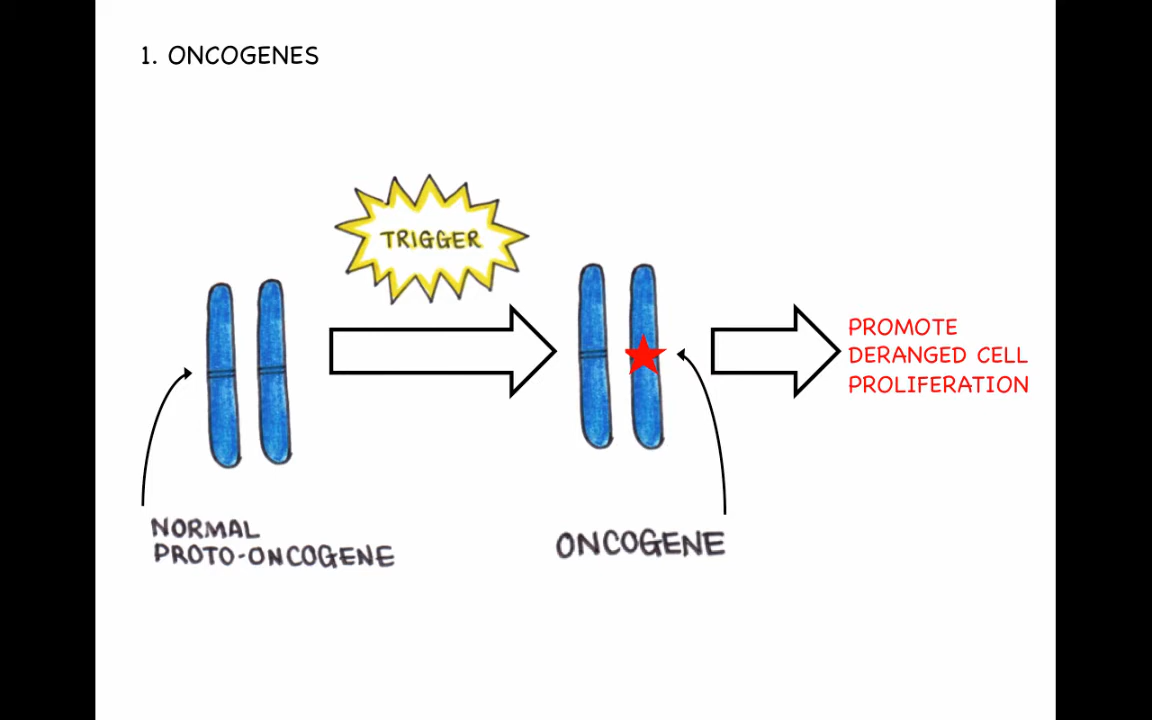 1. ONCOGENES
TRIGGER
PROMOTE
DERANGED CELL
PROLIFERATION
NORMAL
PROTO-ONCOGENE
ONCOGENE